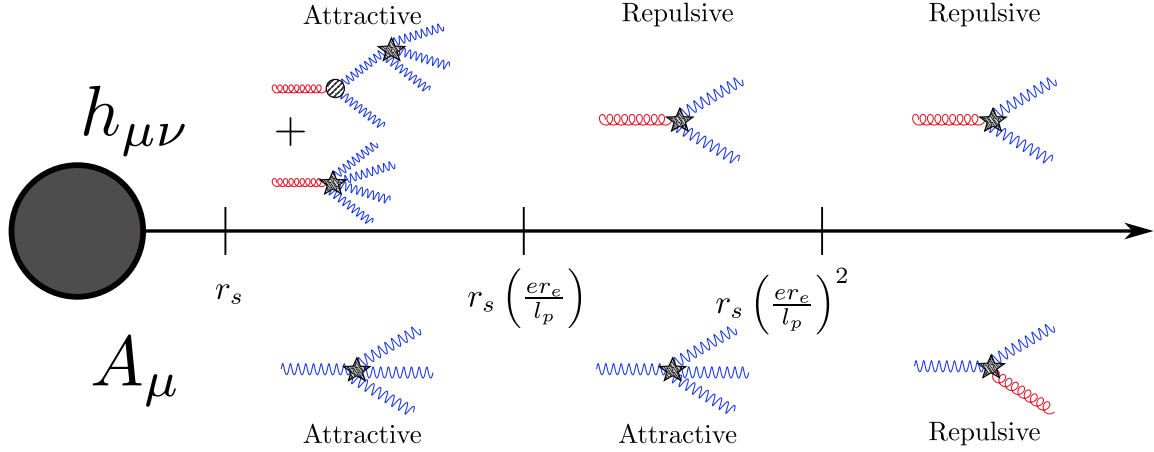 Attractive
Repulsive
Repulsive
h_{μν}
+
r_s
r_s (er_e/l_p)
r_s (er_e/l_p)^2
A_μ
Attractive
Attractive
Repulsive